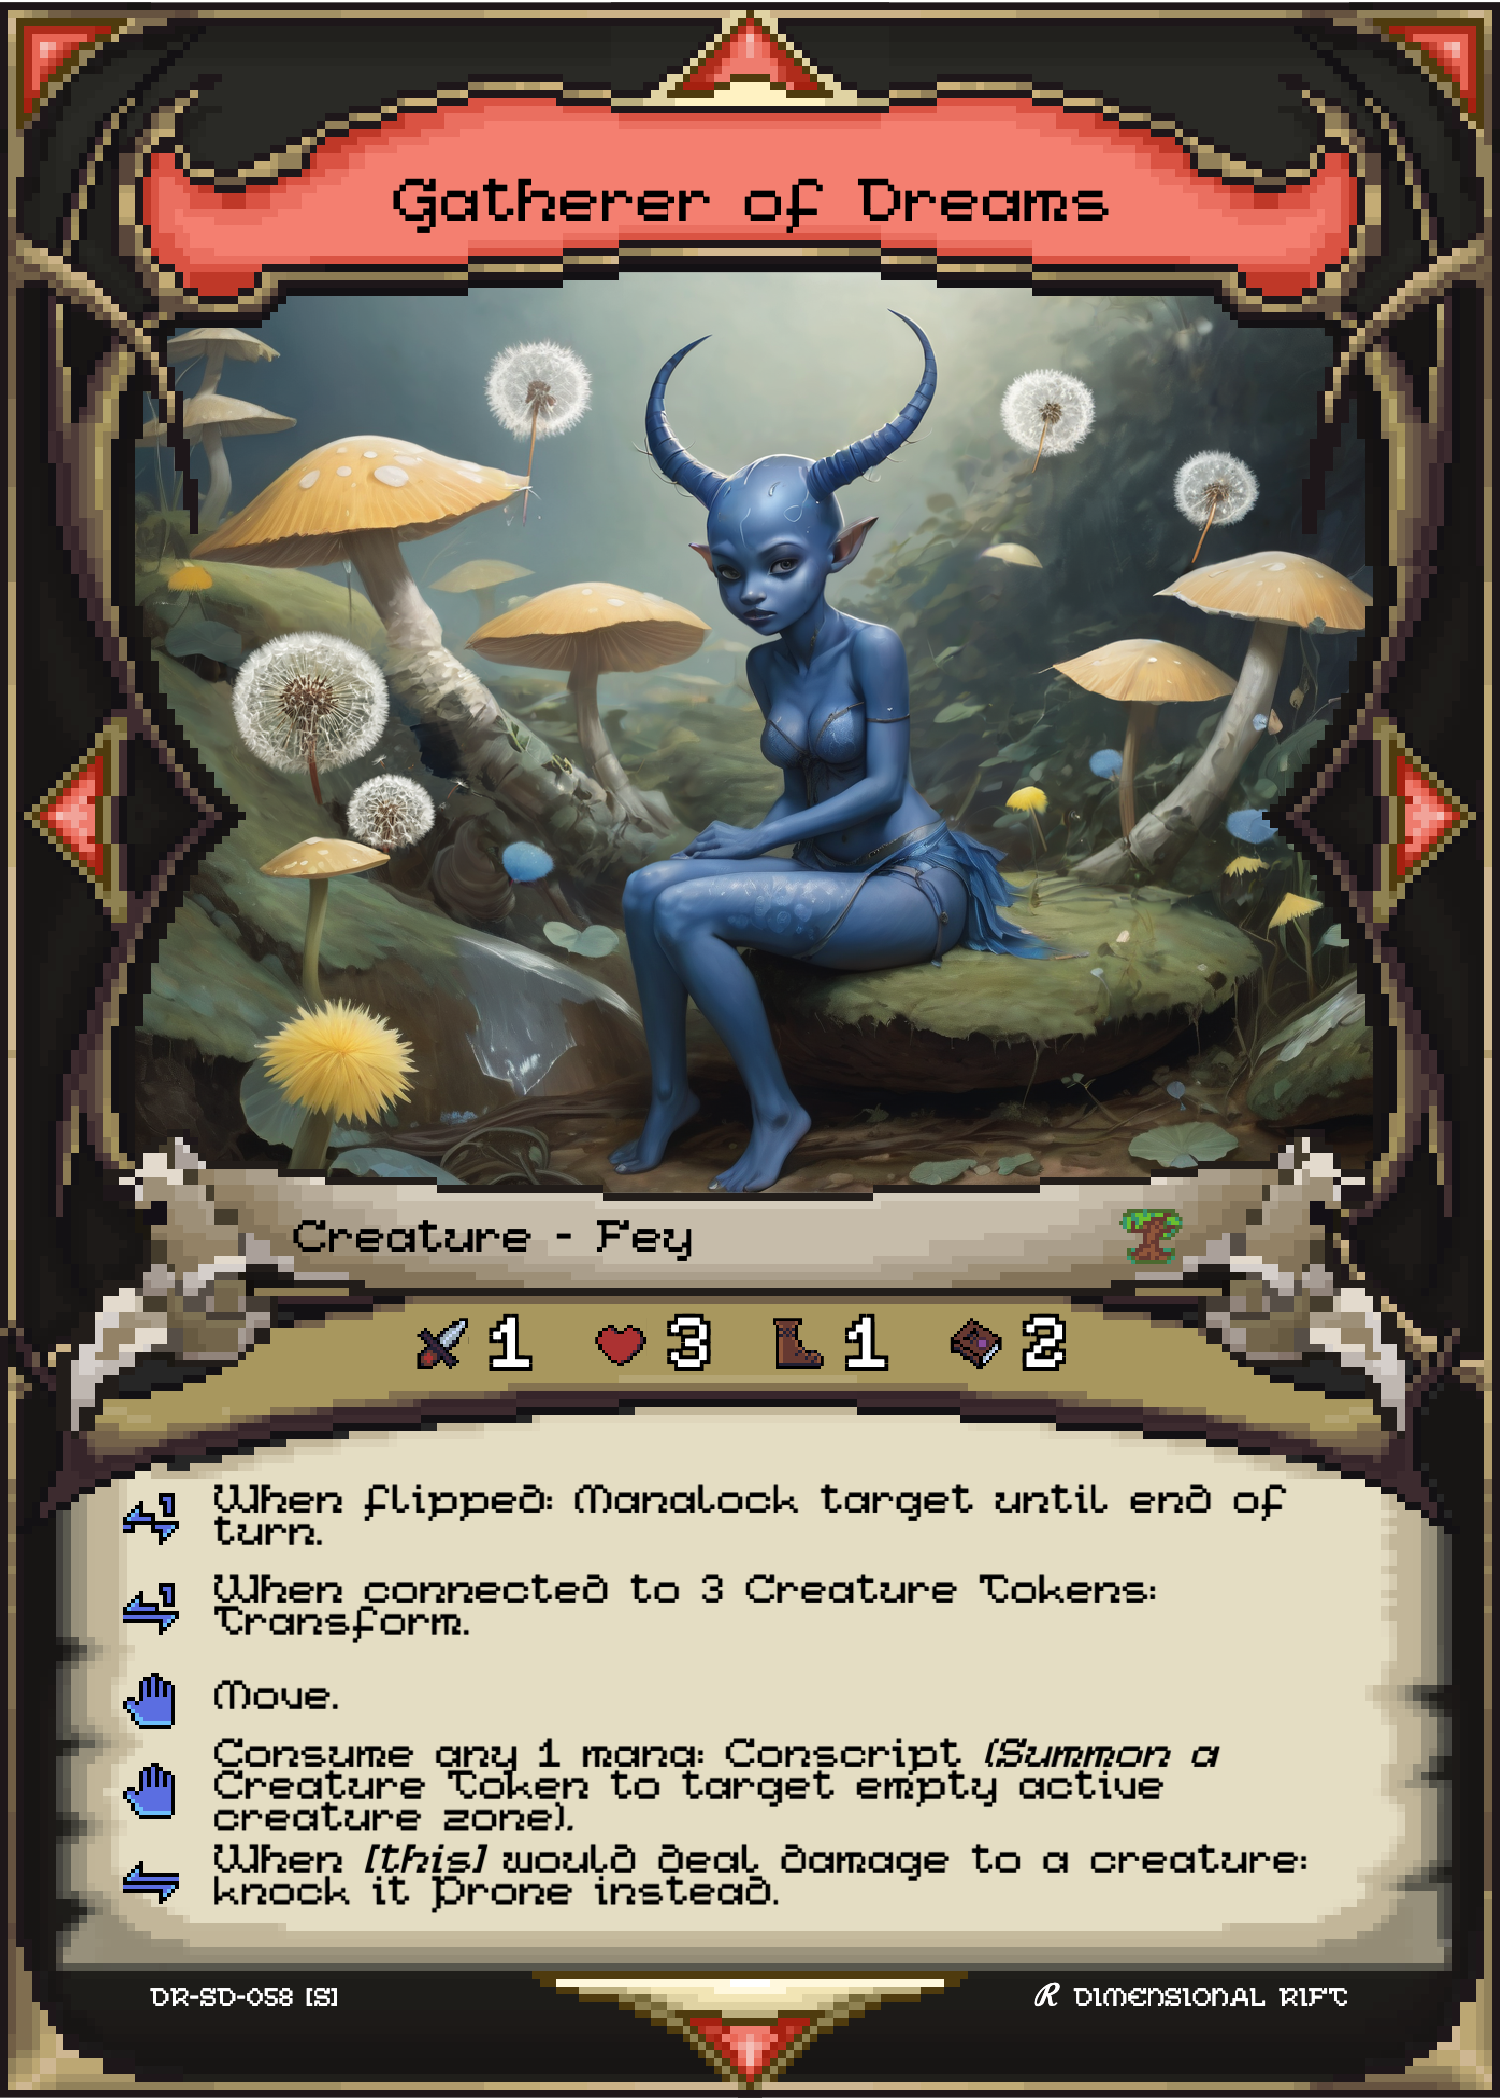 Gatherer of Dreams
Creature - Fey
1 3 1 2
When flipped: Manalock target until end of
turn.
When connected to 3 Creature Tokens:
Transform.
Move.
Consume any 1 mana: Conscript (Summon a
Creature Token to target empty active
creature zone).
When [this] would deal damage to a creature:
knock it Prone instead.
DR-SD-058 [S]
R DIMENSIONAL RIFT